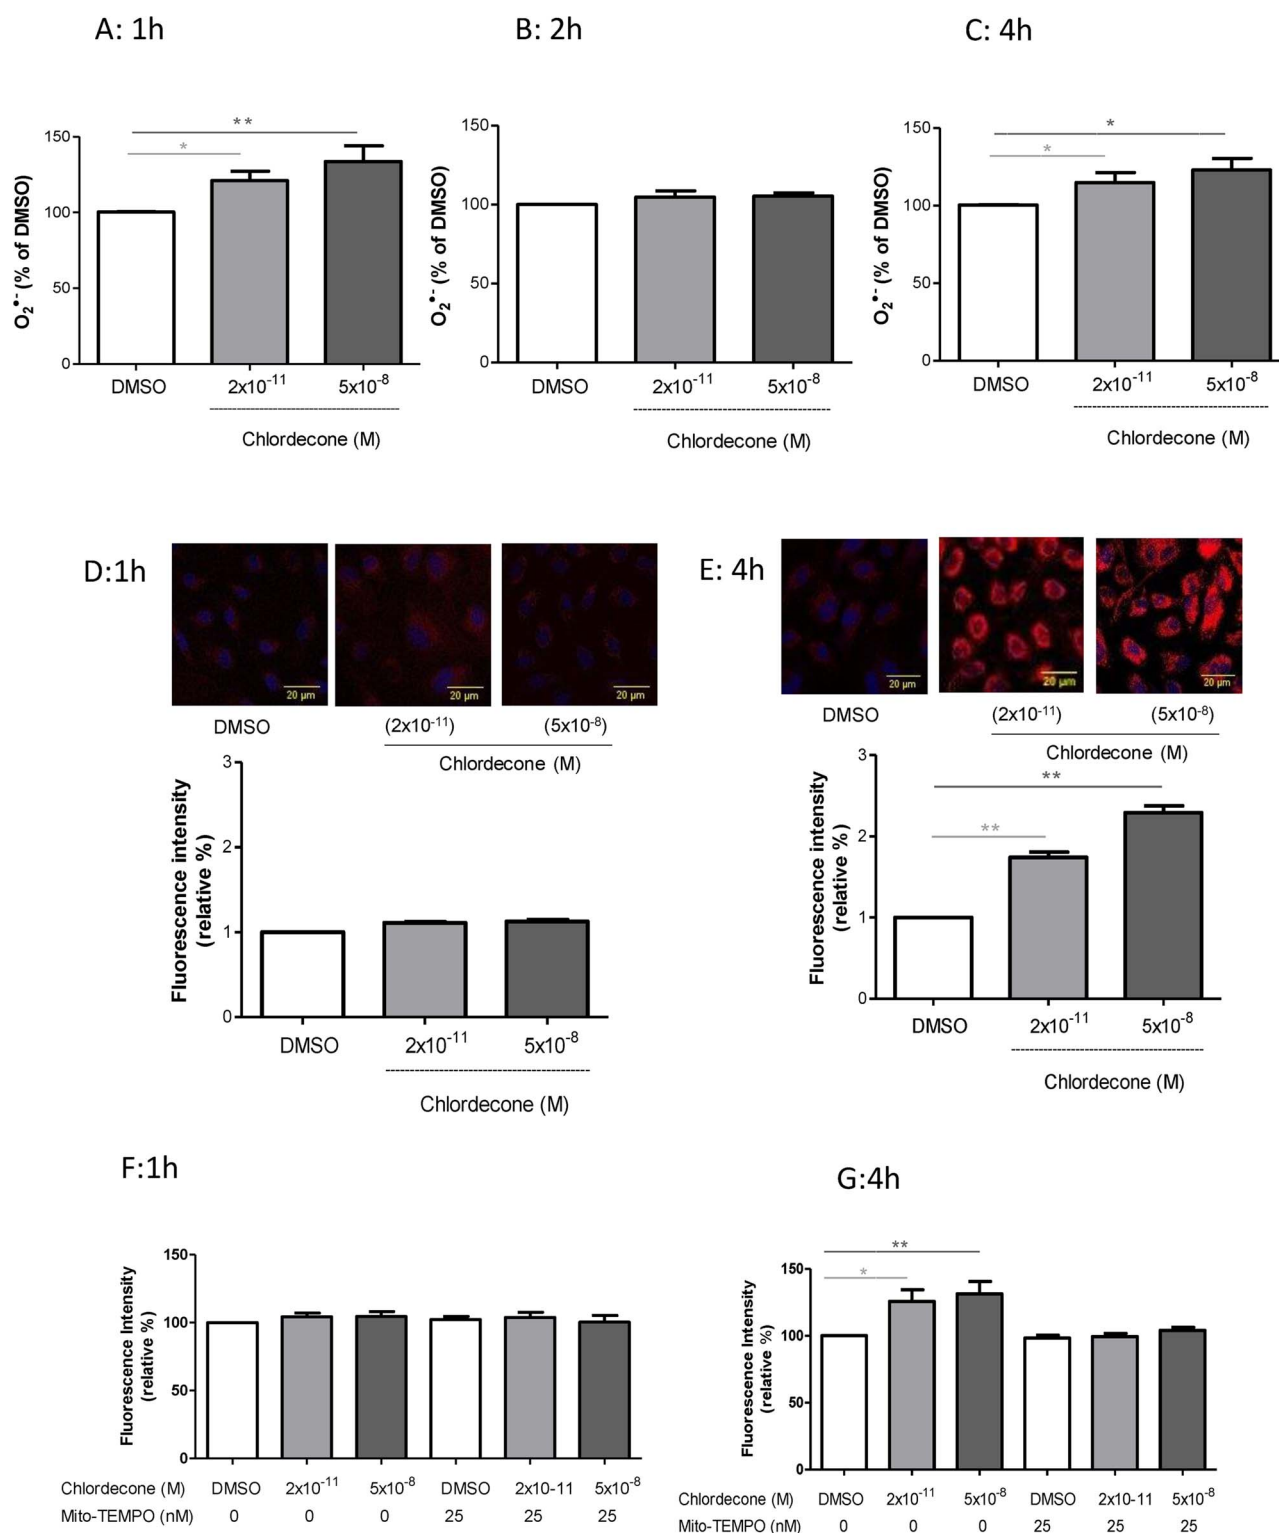 A: 1h
B: 2h
C: 4h
**
*
150
100
50
0
O₂•- (% of DMSO)
DMSO
2x10⁻¹¹
5x10⁻⁸
Chlordecone (M)
150
100
50
0
O₂•- (% of DMSO)
DMSO
2x10⁻¹¹
5x10⁻⁸
Chlordecone (M)
*
*
150
100
50
0
O₂•- (% of DMSO)
DMSO
2x10⁻¹¹
5x10⁻⁸
Chlordecone (M)
D:1h
20 µm
20 µm
20 µm
DMSO
(2x10⁻¹¹)
(5x10⁻⁸)
Chlordecone (M)
3
2
1
0
Fluorescence intensity
(relative %)
DMSO
2x10⁻¹¹
5x10⁻⁸
Chlordecone (M)
E: 4h
20 µm
20 µm
20 µm
DMSO
(2x10⁻¹¹)
(5x10⁻⁸)
Chlordecone (M)
**
**
3
2
1
0
Fluorescence intensity
(relative %)
DMSO
2x10⁻¹¹
5x10⁻⁸
Chlordecone (M)
F:1h
150
100
50
0
Fluorescence Intensity
(relative %)
Chlordecone (M) DMSO 2x10⁻¹¹ 5x10⁻⁸ DMSO 2x10-11 5x10⁻⁸
Mito-TEMPO (nM) 0 0 0 25 25 25
G:4h
**
*
150
100
50
0
Fluorescence Intensity
(relative %)
Chlordecone (M) DMSO 2x10⁻¹¹ 5x10⁻⁸ DMSO 2x10-11 5x10⁻⁸
Mito-TEMPO (nM) 0 0 0 25 25 25